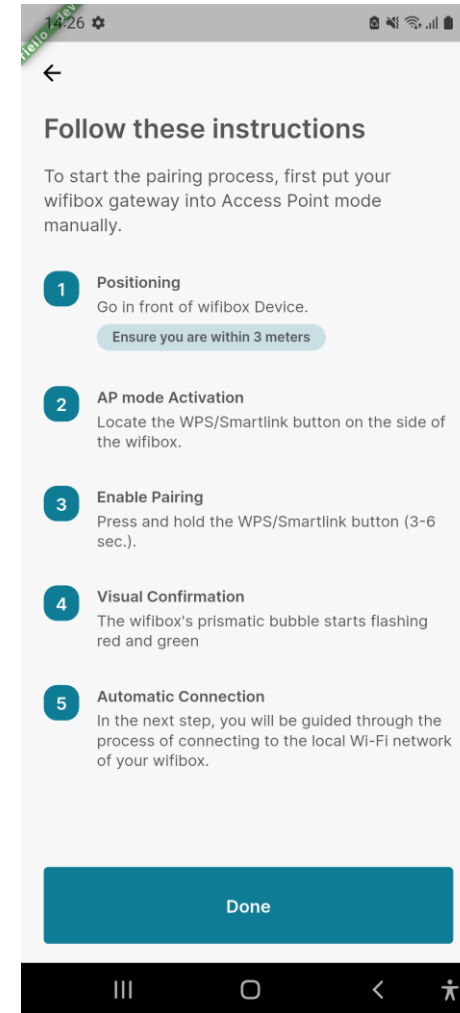 14:26
riello dev
Follow these instructions
To start the pairing process, first put your
wifibox gateway into Access Point mode
manually.
1
Positioning
Go in front of wifibox Device.
Ensure you are within 3 meters
2
AP mode Activation
Locate the WPS/Smartlink button on the side of
the wifibox.
3
Enable Pairing
Press and hold the WPS/Smartlink button (3-6
sec.).
4
Visual Confirmation
The wifibox's prismatic bubble starts flashing
red and green
5
Automatic Connection
In the next step, you will be guided through the
process of connecting to the local Wi-Fi network
of your wifibox.
Done